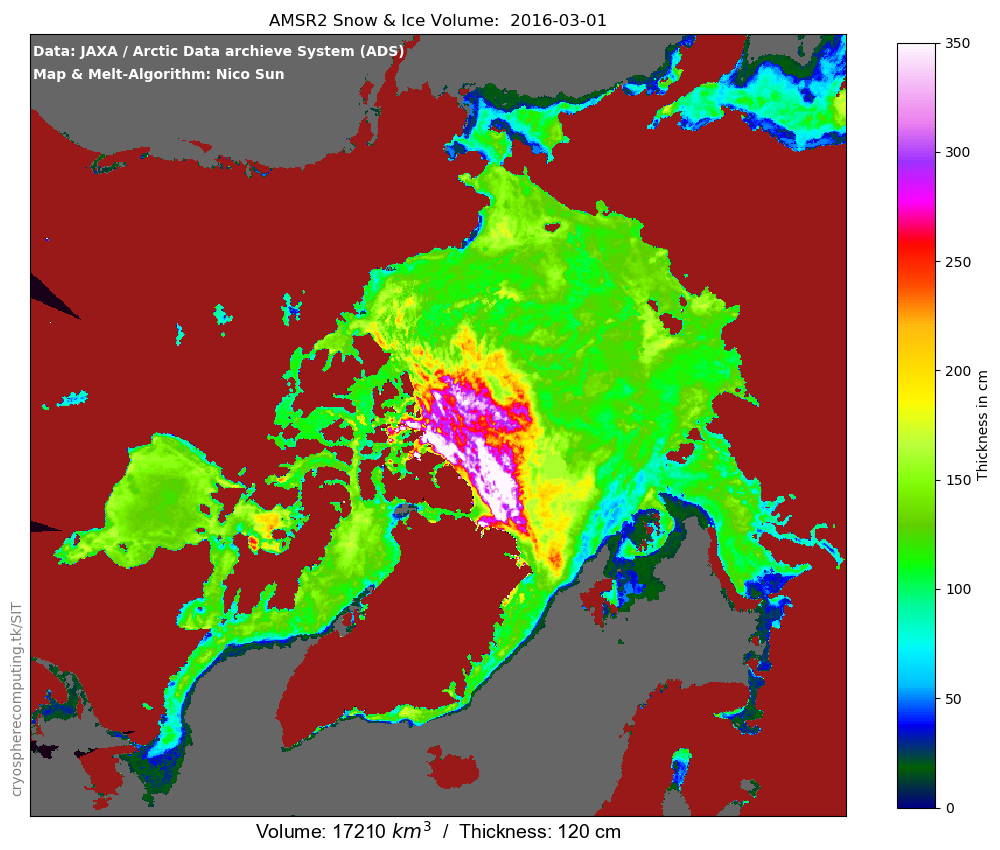 AMSR2 Snow & Ice Volume:  2016-03-01
Data: JAXA / Arctic Data archieve System (ADS)
Map & Melt-Algorithm: Nico Sun
350
300
250
200
150
100
50
0
Thickness in cm
cryospherecomputing.tk/SIT
Volume: 17210 km³  /  Thickness: 120 cm